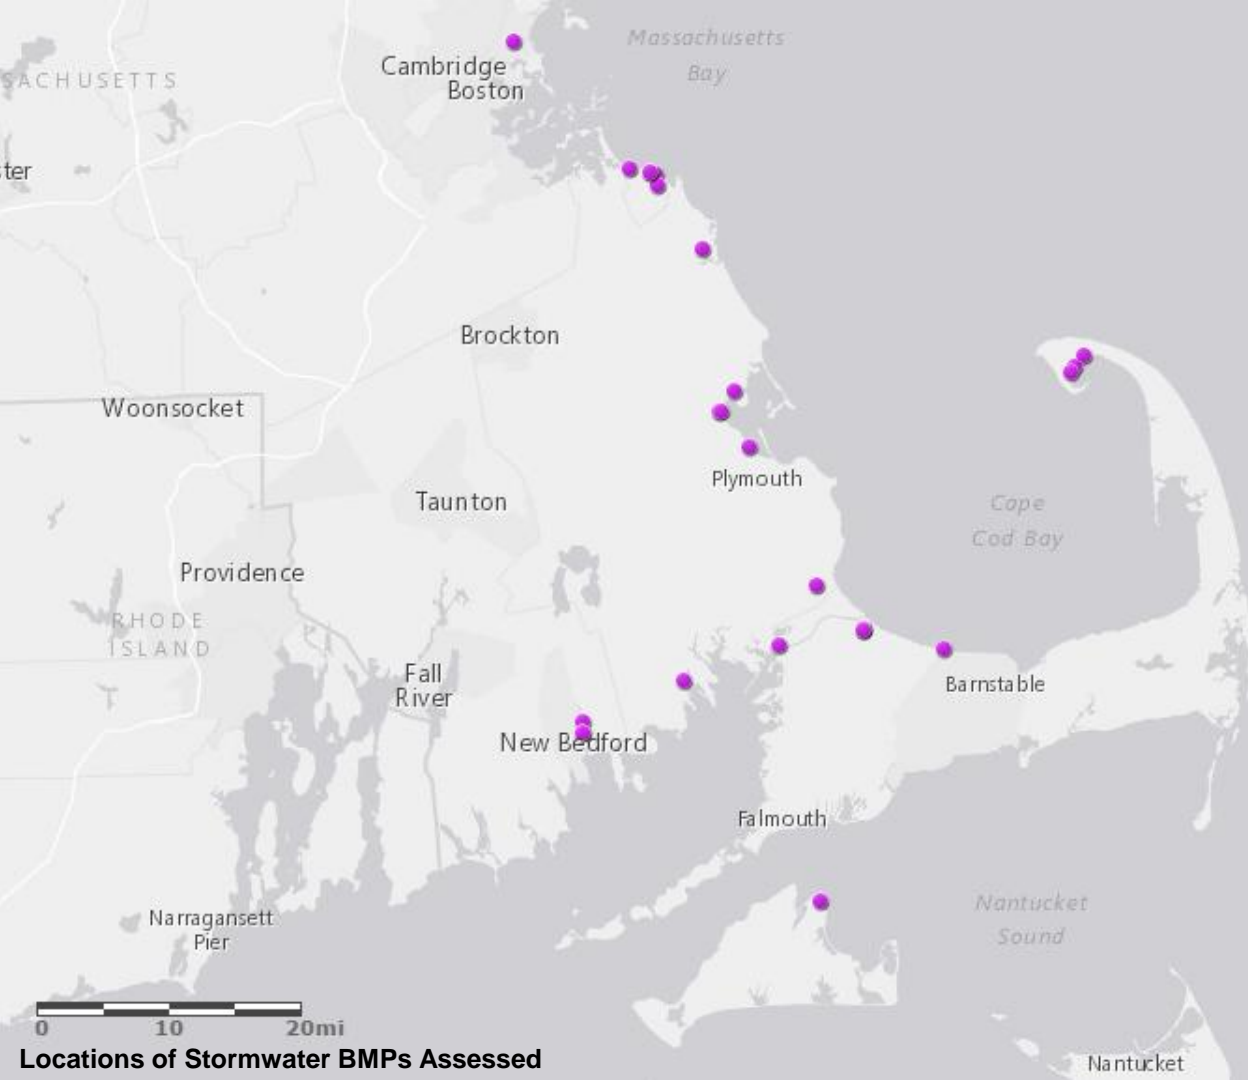 Massachusetts
Bay
Cambridge
Boston
SACHUSETTS
ster
Brockton
Woonsocket
Plymouth
Taunton
Cape
Cod Bay
Providence
RHODE
ISLAND
Fall
River
Barnstable
New Bedford
Falmouth
Nantucket
Sound
Narragansett
Pier
0 10 20mi
Locations of Stormwater BMPs Assessed
Nantucket